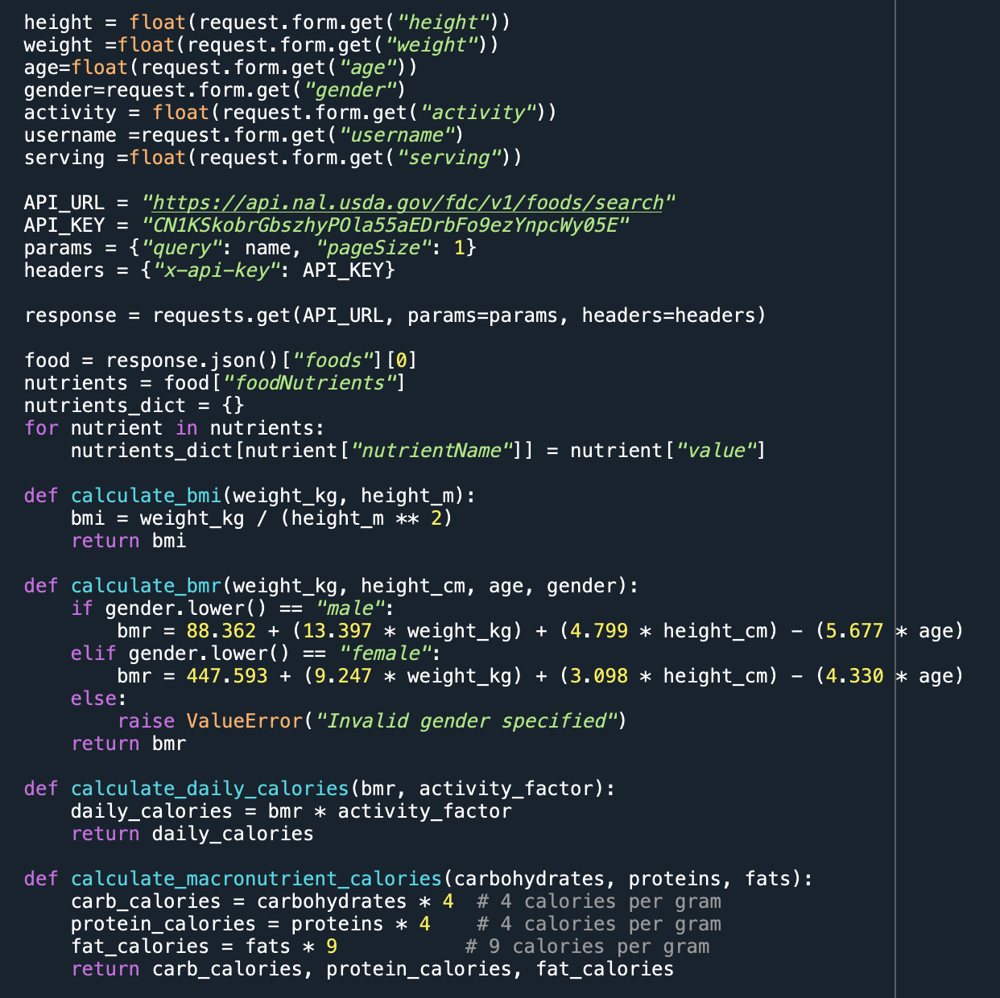 height = float(request.form.get("height"))
weight =float(request.form.get("weight"))
age=float(request.form.get("age"))
gender=request.form.get("gender")
activity = float(request.form.get("activity"))
username =request.form.get("username")
serving =float(request.form.get("serving"))

API_URL = "https://api.nal.usda.gov/fdc/v1/foods/search"
API_KEY = "CN1KSkobrGbszhyPOla55aEDrbFo9ezYnpcWy05E"
params = {"query": name, "pageSize": 1}
headers = {"x-api-key": API_KEY}

response = requests.get(API_URL, params=params, headers=headers)

food = response.json()["foods"][0]
nutrients = food["foodNutrients"]
nutrients_dict = {}
for nutrient in nutrients:
    nutrients_dict[nutrient["nutrientName"]] = nutrient["value"]

def calculate_bmi(weight_kg, height_m):
    bmi = weight_kg / (height_m ** 2)
    return bmi

def calculate_bmr(weight_kg, height_cm, age, gender):
    if gender.lower() == "male":
        bmr = 88.362 + (13.397 * weight_kg) + (4.799 * height_cm) - (5.677 * age)
    elif gender.lower() == "female":
        bmr = 447.593 + (9.247 * weight_kg) + (3.098 * height_cm) - (4.330 * age)
    else:
        raise ValueError("Invalid gender specified")
    return bmr

def calculate_daily_calories(bmr, activity_factor):
    daily_calories = bmr * activity_factor
    return daily_calories

def calculate_macronutrient_calories(carbohydrates, proteins, fats):
    carb_calories = carbohydrates * 4  # 4 calories per gram
    protein_calories = proteins * 4    # 4 calories per gram
    fat_calories = fats * 9           # 9 calories per gram
    return carb_calories, protein_calories, fat_calories